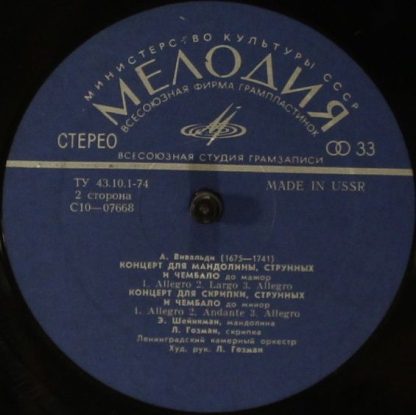 МИНИСТЕРСТВО КУЛЬТУРЫ СССР
МЕЛОДИЯ
ВСЕСОЮЗНАЯ ФИРМА ГРАМПЛАСТИНОК
СТЕРЕО
33
ВСЕСОЮЗНАЯ СТУДИЯ ГРАМЗАПИСИ
ТУ 43.10.1-74
MADE IN USSR
2 сторона
С10—07668
А. Вивальди (1675—1741)
КОНЦЕРТ ДЛЯ МАНДОЛИНЫ, СТРУННЫХ
И ЧЕМБАЛО до мажор
1. Allegro 2. Largo 3. Allegro
КОНЦЕРТ ДЛЯ СКРИПКИ, СТРУННЫХ
И ЧЕМБАЛО до минор
1. Allegro 2. Andante 3. Allegro
Э. Шейнкман, мандолина
Л. Гозман, скрипка
Ленинградский камерный оркестр
Худ. рук. Л. Гозман